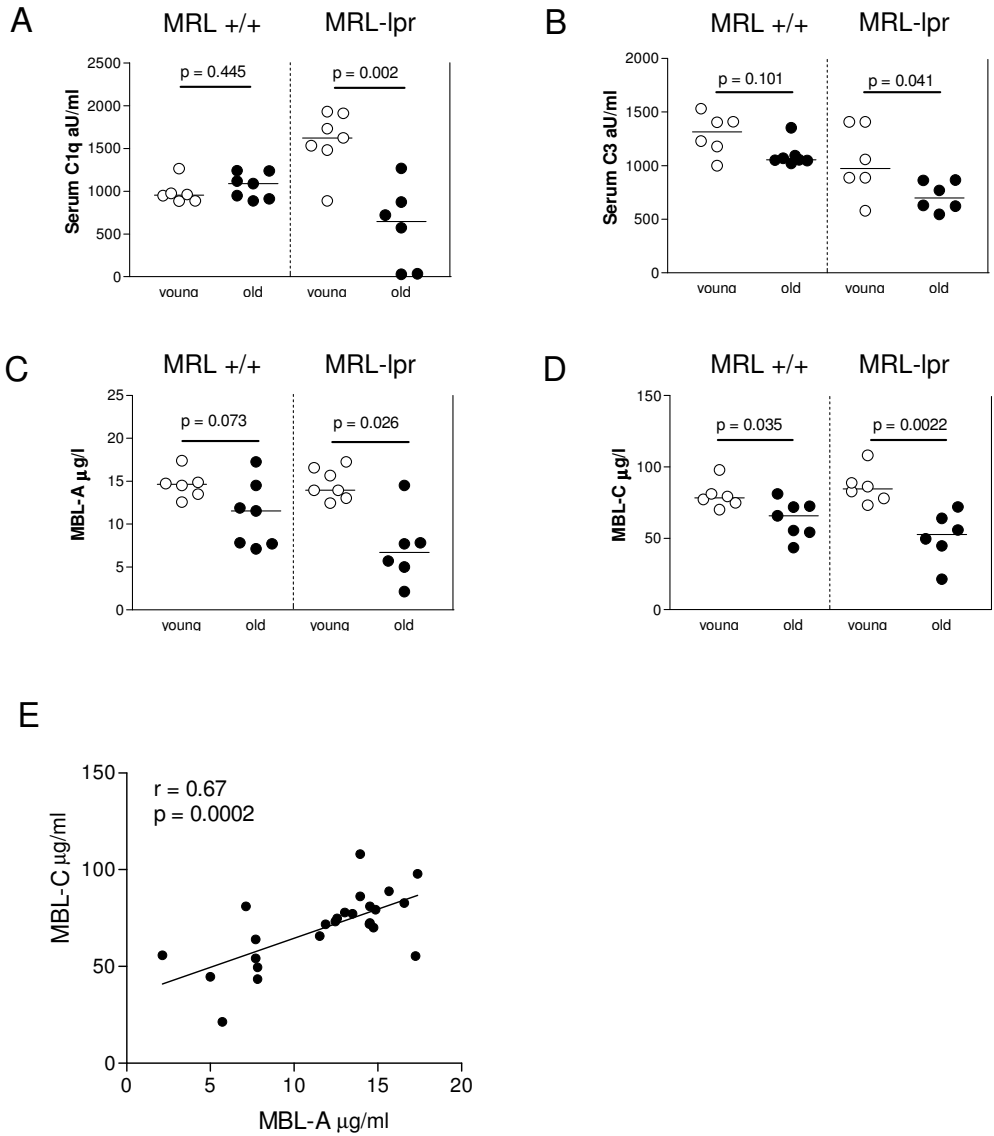 A
MRL +/+ MRL-lpr
p = 0.445
p = 0.002
Serum C1q aU/ml
2500
2000
1500
1000
500
0
young old young old
B
MRL +/+ MRL-lpr
p = 0.101
p = 0.041
Serum C3 aU/ml
2000
1500
1000
500
0
young old young old
C
MRL +/+ MRL-lpr
p = 0.073
p = 0.026
MBL-A µg/l
25
20
15
10
5
0
young old young old
D
MRL +/+ MRL-lpr
p = 0.035
p = 0.0022
MBL-C µg/l
150
100
50
0
young old young old
E
r = 0.67
p = 0.0002
MBL-C µg/ml
150
100
50
0
0 5 10 15 20
MBL-A µg/ml